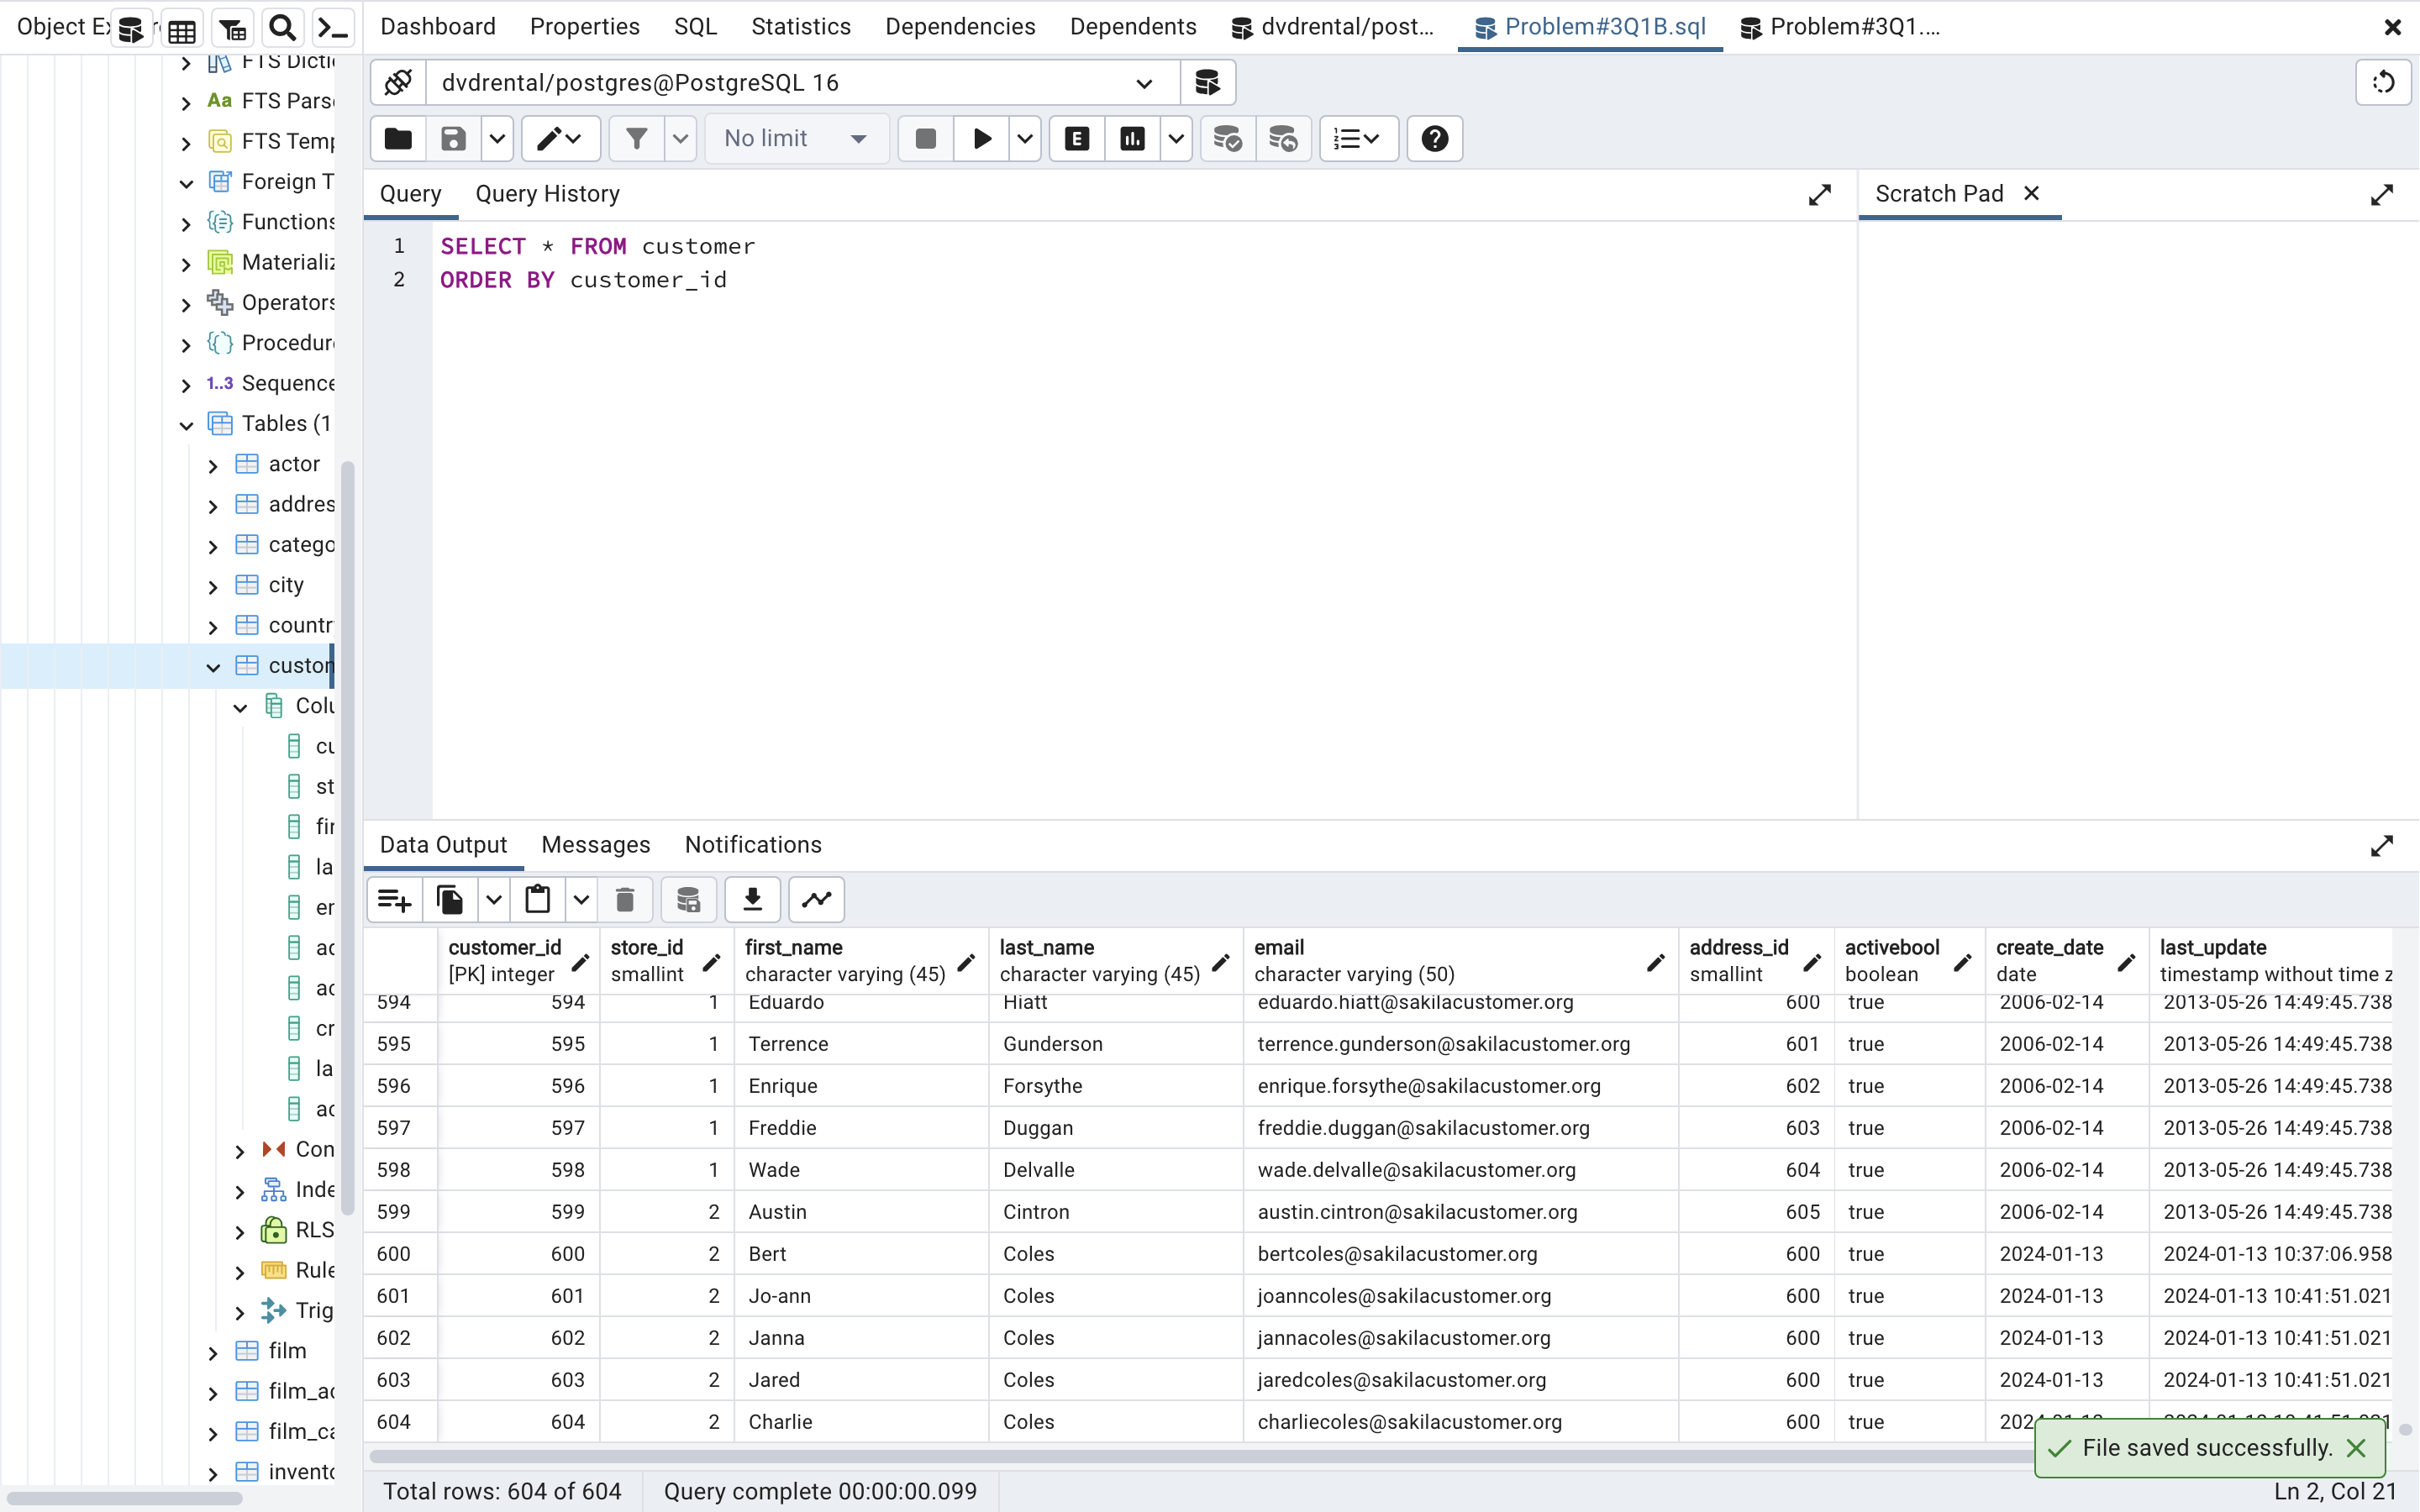 Object Ex
Dashboard Properties SQL Statistics Dependencies Dependents dvdrental/post... Problem#3Q1B.sql Problem#3Q1....
dvdrental/postgres@PostgreSQL 16
No limit
E
Query Query History Scratch Pad
1 SELECT * FROM customer
2 ORDER BY customer_id
FTS Dicti
Aa FTS Pars
FTS Temp
Foreign T
Functions
Materializ
Operators
Procedur
1..3 Sequence
Tables (1
actor
addres
catego
city
countr
custom
Colu
cu
st
fir
la
er
ac
ac
cr
la
ac
Con
Inde
RLS
Rule
Trig
film
film_ac
film_ca
invento
Data Output Messages Notifications
customer_id store_id first_name last_name email address_id activebool create_date last_update
[PK] integer smallint character varying (45) character varying (45) character varying (50) smallint boolean date timestamp without time z
594 594 1 Eduardo Hiatt eduardo.hiatt@sakilacustomer.org 600 true 2006-02-14 2013-05-26 14:49:45.738
595 595 1 Terrence Gunderson terrence.gunderson@sakilacustomer.org 601 true 2006-02-14 2013-05-26 14:49:45.738
596 596 1 Enrique Forsythe enrique.forsythe@sakilacustomer.org 602 true 2006-02-14 2013-05-26 14:49:45.738
597 597 1 Freddie Duggan freddie.duggan@sakilacustomer.org 603 true 2006-02-14 2013-05-26 14:49:45.738
598 598 1 Wade Delvalle wade.delvalle@sakilacustomer.org 604 true 2006-02-14 2013-05-26 14:49:45.738
599 599 2 Austin Cintron austin.cintron@sakilacustomer.org 605 true 2006-02-14 2013-05-26 14:49:45.738
600 600 2 Bert Coles bertcoles@sakilacustomer.org 600 true 2024-01-13 2024-01-13 10:37:06.958
601 601 2 Jo-ann Coles joanncoles@sakilacustomer.org 600 true 2024-01-13 2024-01-13 10:41:51.021
602 602 2 Janna Coles jannacoles@sakilacustomer.org 600 true 2024-01-13 2024-01-13 10:41:51.021
603 603 2 Jared Coles jaredcoles@sakilacustomer.org 600 true 2024-01-13 2024-01-13 10:41:51.021
604 604 2 Charlie Coles charliecoles@sakilacustomer.org 600 true
File saved successfully.
Total rows: 604 of 604 Query complete 00:00:00.099 Ln 2, Col 21